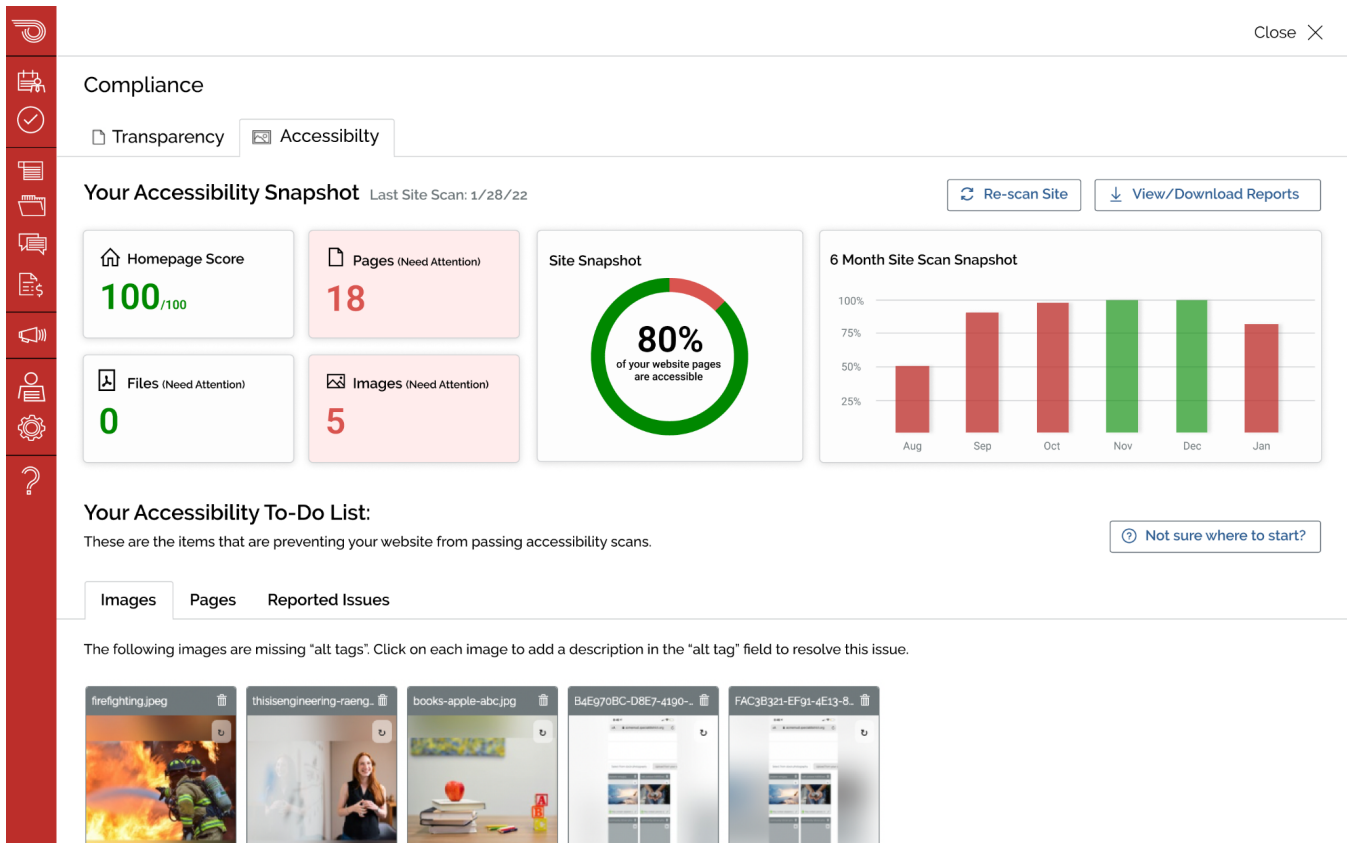 Close
Compliance
Transparency
Accessibilty
Your Accessibility Snapshot Last Site Scan: 1/28/22
Re-scan Site
View/Download Reports
Homepage Score
100/100
Pages (Need Attention)
18
Files (Need Attention)
0
Images (Need Attention)
5
Site Snapshot
80%
of your website pages
are accessible
6 Month Site Scan Snapshot
100%
75%
50%
25%
Aug Sep Oct Nov Dec Jan
Your Accessibility To-Do List:
These are the items that are preventing your website from passing accessibility scans.
Not sure where to start?
Images Pages Reported Issues
The following images are missing “alt tags”. Click on each image to add a description in the “alt tag” field to resolve this issue.
firefighting.jpeg
thisisengineering-raeng...
books-apple-abc.jpg
B4E970BC-D8E7-4190-...
FAC3B321-EF91-4E13-8...
A
B